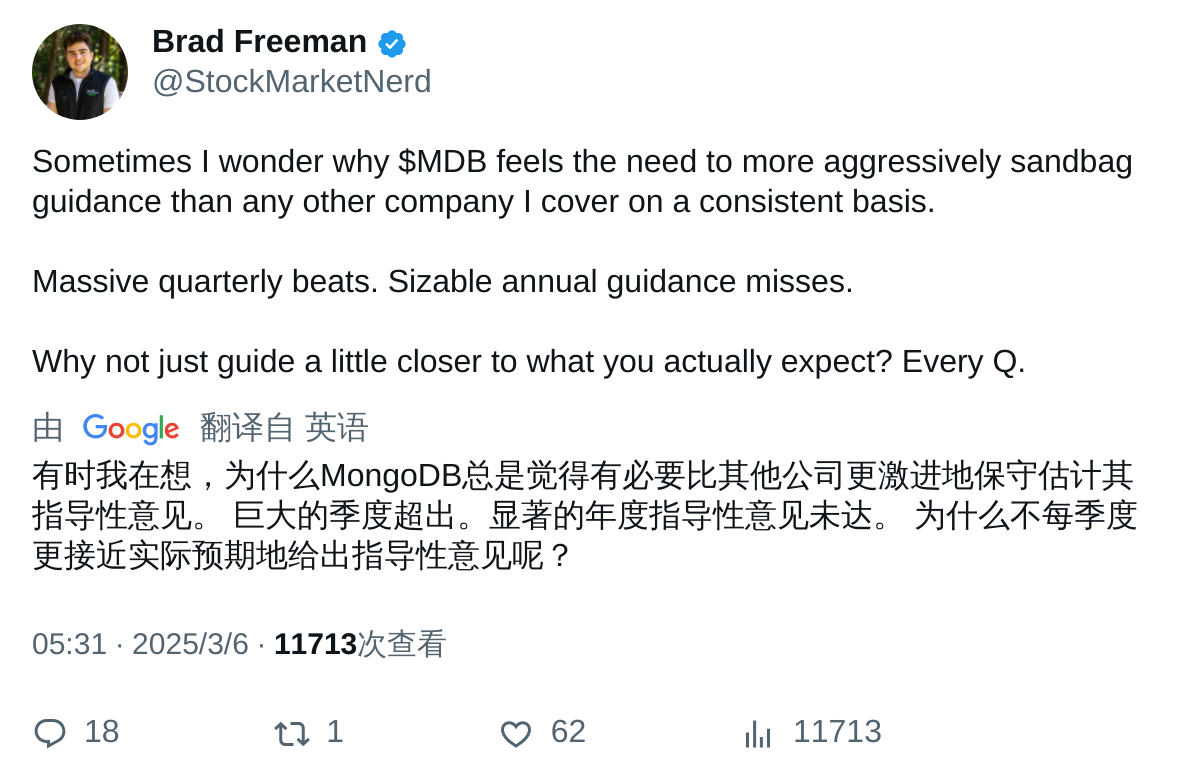 Brad Freeman
@StockMarketNerd
Sometimes I wonder why $MDB feels the need to more aggressively sandbag
guidance than any other company I cover on a consistent basis.
Massive quarterly beats. Sizable annual guidance misses.
Why not just guide a little closer to what you actually expect? Every Q.
由 Google 翻译自 英语
有时我在想，为什么MongoDB总是觉得有必要比其他公司更激进地保守估计其
指导性意见。 巨大的季度超出。显著的年度指导性意见未达。 为什么不每季度
更接近实际预期地给出指导性意见呢？
05:31 · 2025/3/6 · 11713次查看
18 1 62 11713